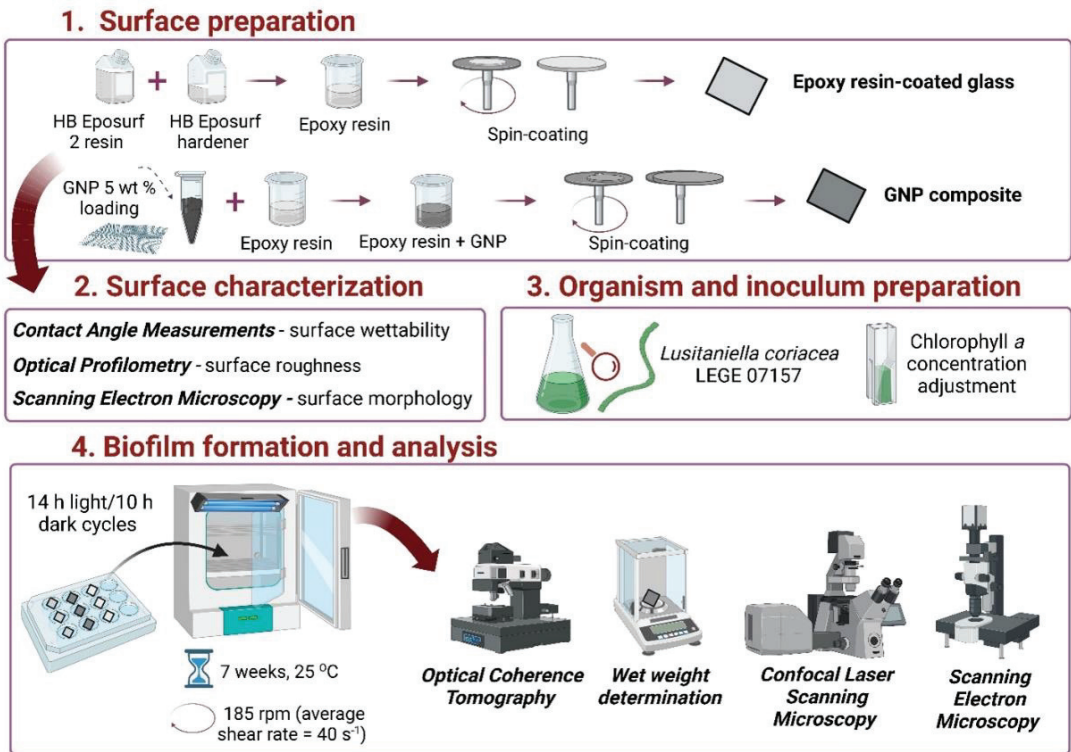 1. Surface preparation
HB Eposurf
2 resin
+
HB Eposurf
hardener
Epoxy resin
Spin-coating
Epoxy resin-coated glass
GNP 5 wt %
loading
+
Epoxy resin
Epoxy resin + GNP
Spin-coating
GNP composite
2. Surface characterization
Contact Angle Measurements - surface wettability
Optical Profilometry - surface roughness
Scanning Electron Microscopy - surface morphology
3. Organism and inoculum preparation
Lusitaniella coriacea
LEGE 07157
Chlorophyll a
concentration
adjustment
4. Biofilm formation and analysis
14 h light/10 h
dark cycles
7 weeks, 25 ⁰C
185 rpm (average
shear rate = 40 s⁻¹)
Optical Coherence
Tomography
Wet weight
determination
Confocal Laser
Scanning
Microscopy
Scanning
Electron
Microscopy